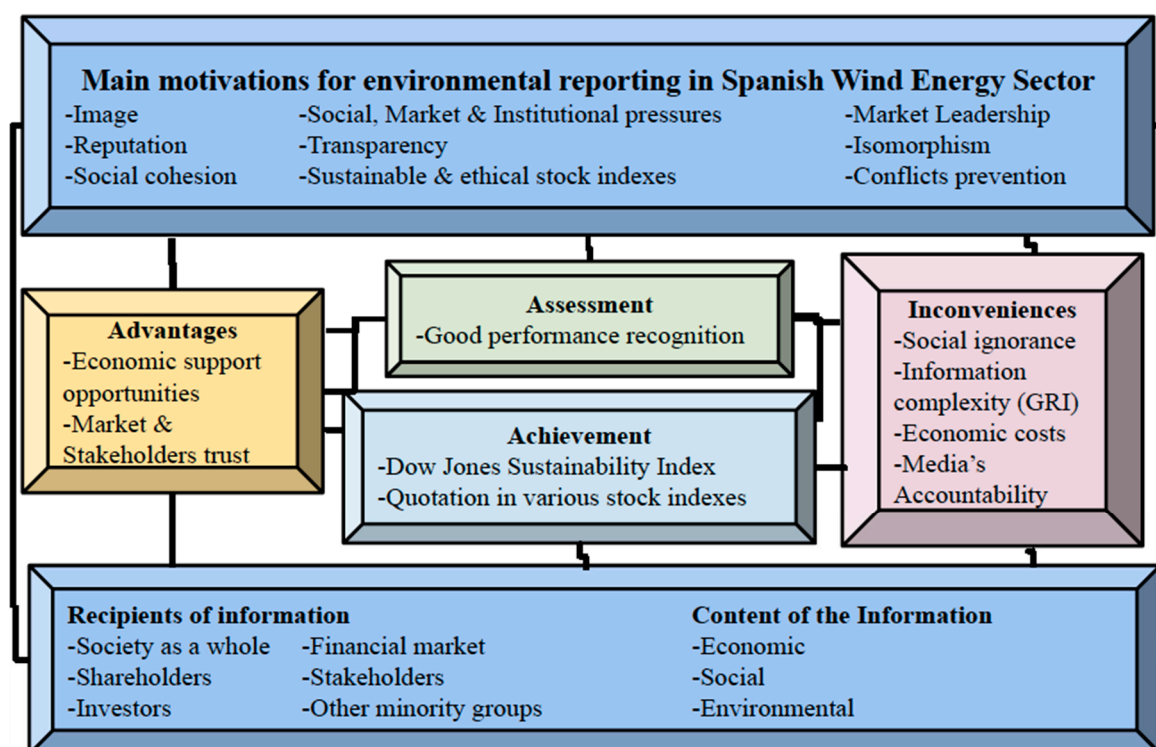 Main motivations for environmental reporting in Spanish Wind Energy Sector
-Image
-Reputation
-Social cohesion
-Social, Market & Institutional pressures
-Transparency
-Sustainable & ethical stock indexes
-Market Leadership
-Isomorphism
-Conflicts prevention
Advantages
-Economic support
opportunities
-Market &
Stakeholders trust
Assessment
-Good performance recognition
Achievement
-Dow Jones Sustainability Index
-Quotation in various stock indexes
Inconveniences
-Social ignorance
-Information
complexity (GRI)
-Economic costs
-Media’s
Accountability
Recipients of information
-Society as a whole
-Shareholders
-Investors
-Financial market
-Stakeholders
-Other minority groups
Content of the Information
-Economic
-Social
-Environmental